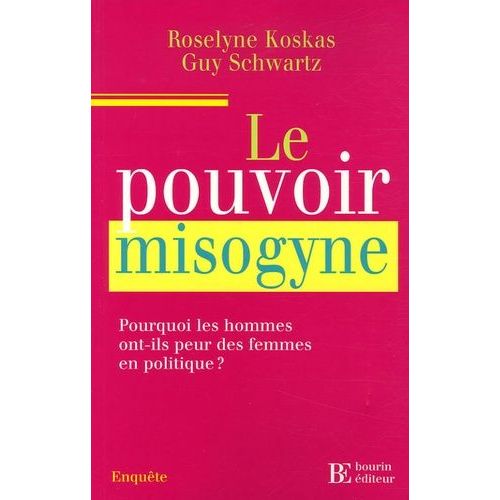 Roselyne Koskas
Guy Schwartz
Le
pouvoir
misogyne
Pourquoi les hommes
ont-ils peur des femmes
en politique ?
Enquête
BE bourin
éditeur